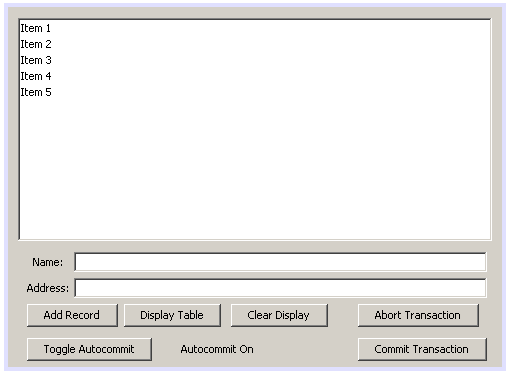 Item 1
Item 2
Item 3
Item 4
Item 5
Name:
Address:
Add Record Display Table Clear Display Abort Transaction
Toggle Autocommit Autocommit On Commit Transaction